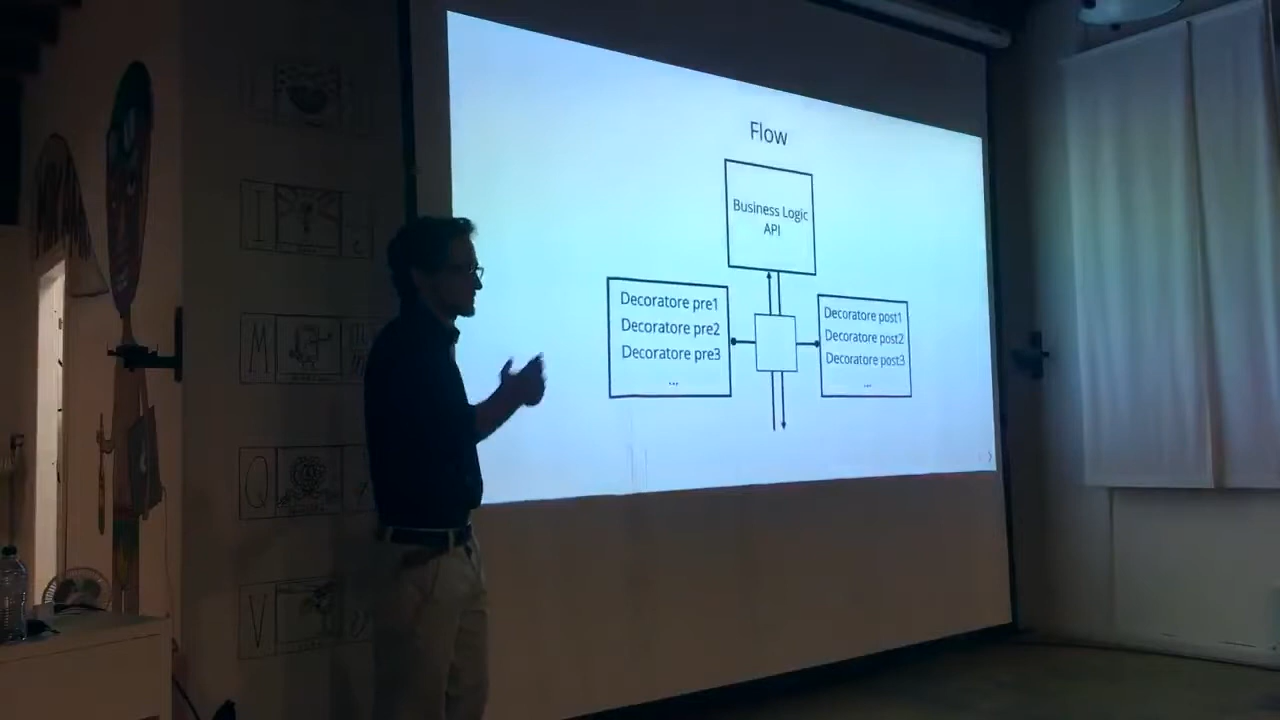 Flow
Business Logic
API
Decoratore pre1
Decoratore pre2
Decoratore pre3
...
Decoratore post1
Decoratore post2
Decoratore post3
...
I
M
Q
V